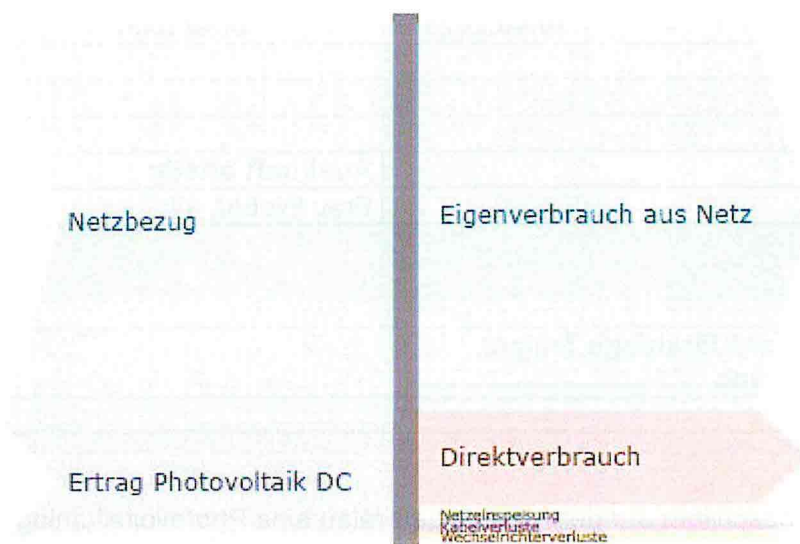 Netzbezug
Eigenverbrauch aus Netz
Direktverbrauch
Ertrag Photovoltaik DC
Netzeinspeisung
Kabelverluste
Wechselrichterverluste